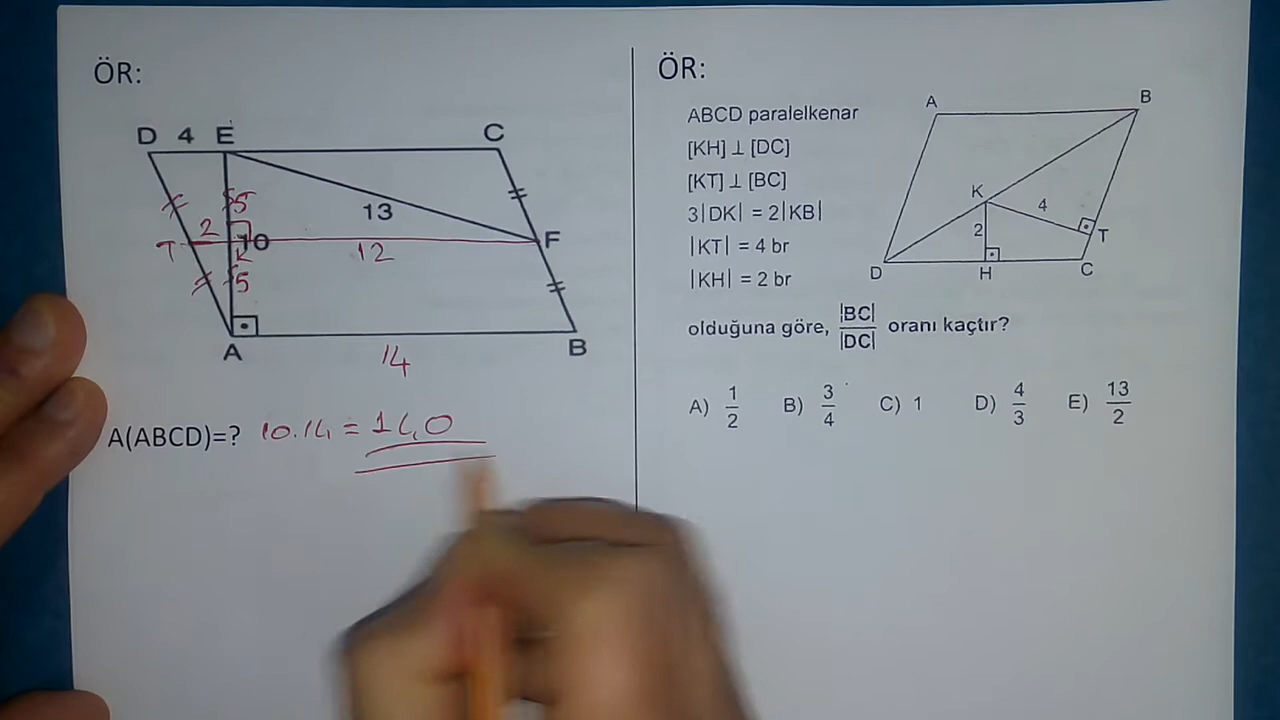 ÖR:
D 4 E C
5
13
2
T 10 F
K 12
5
A B
14
A(ABCD)=? 10.14 = 140
ÖR:
ABCD paralelkenar
[KH] ⊥ [DC]
[KT] ⊥ [BC]
3|DK| = 2|KB|
|KT| = 4 br
|KH| = 2 br
A B
K 4
2 T
D H C
olduğuna göre, |BC|/|DC| oranı kaçtır?
A) 1/2 B) 3/4 C) 1 D) 4/3 E) 13/2